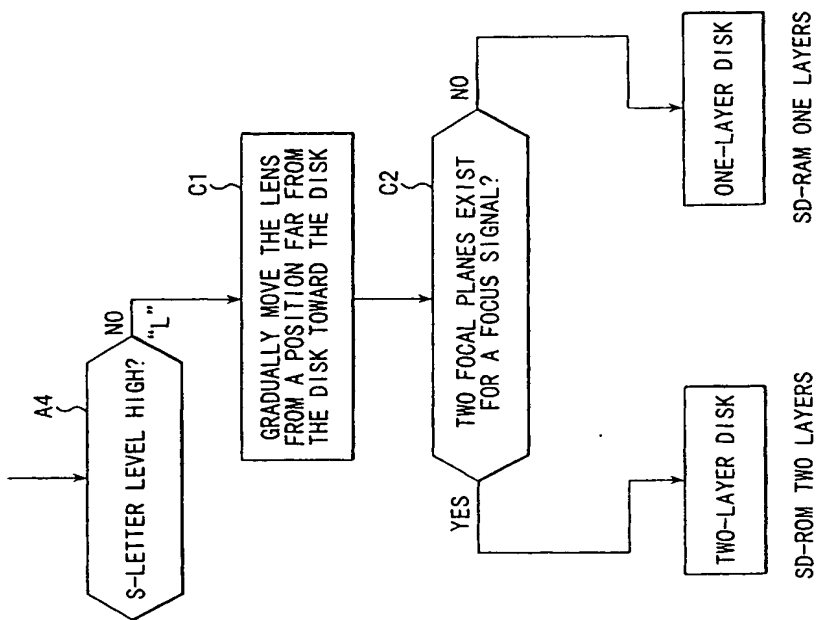 A4
S-LETTER LEVEL HIGH?
NO
"L"
C1
GRADUALLY MOVE THE LENS
FROM A POSITION FAR FROM
THE DISK TOWARD THE DISK
C2
TWO FOCAL PLANES EXIST
FOR A FOCUS SIGNAL?
YES
NO
TWO-LAYER DISK
ONE-LAYER DISK
SD-ROM TWO LAYERS
SD-RAM ONE LAYERS